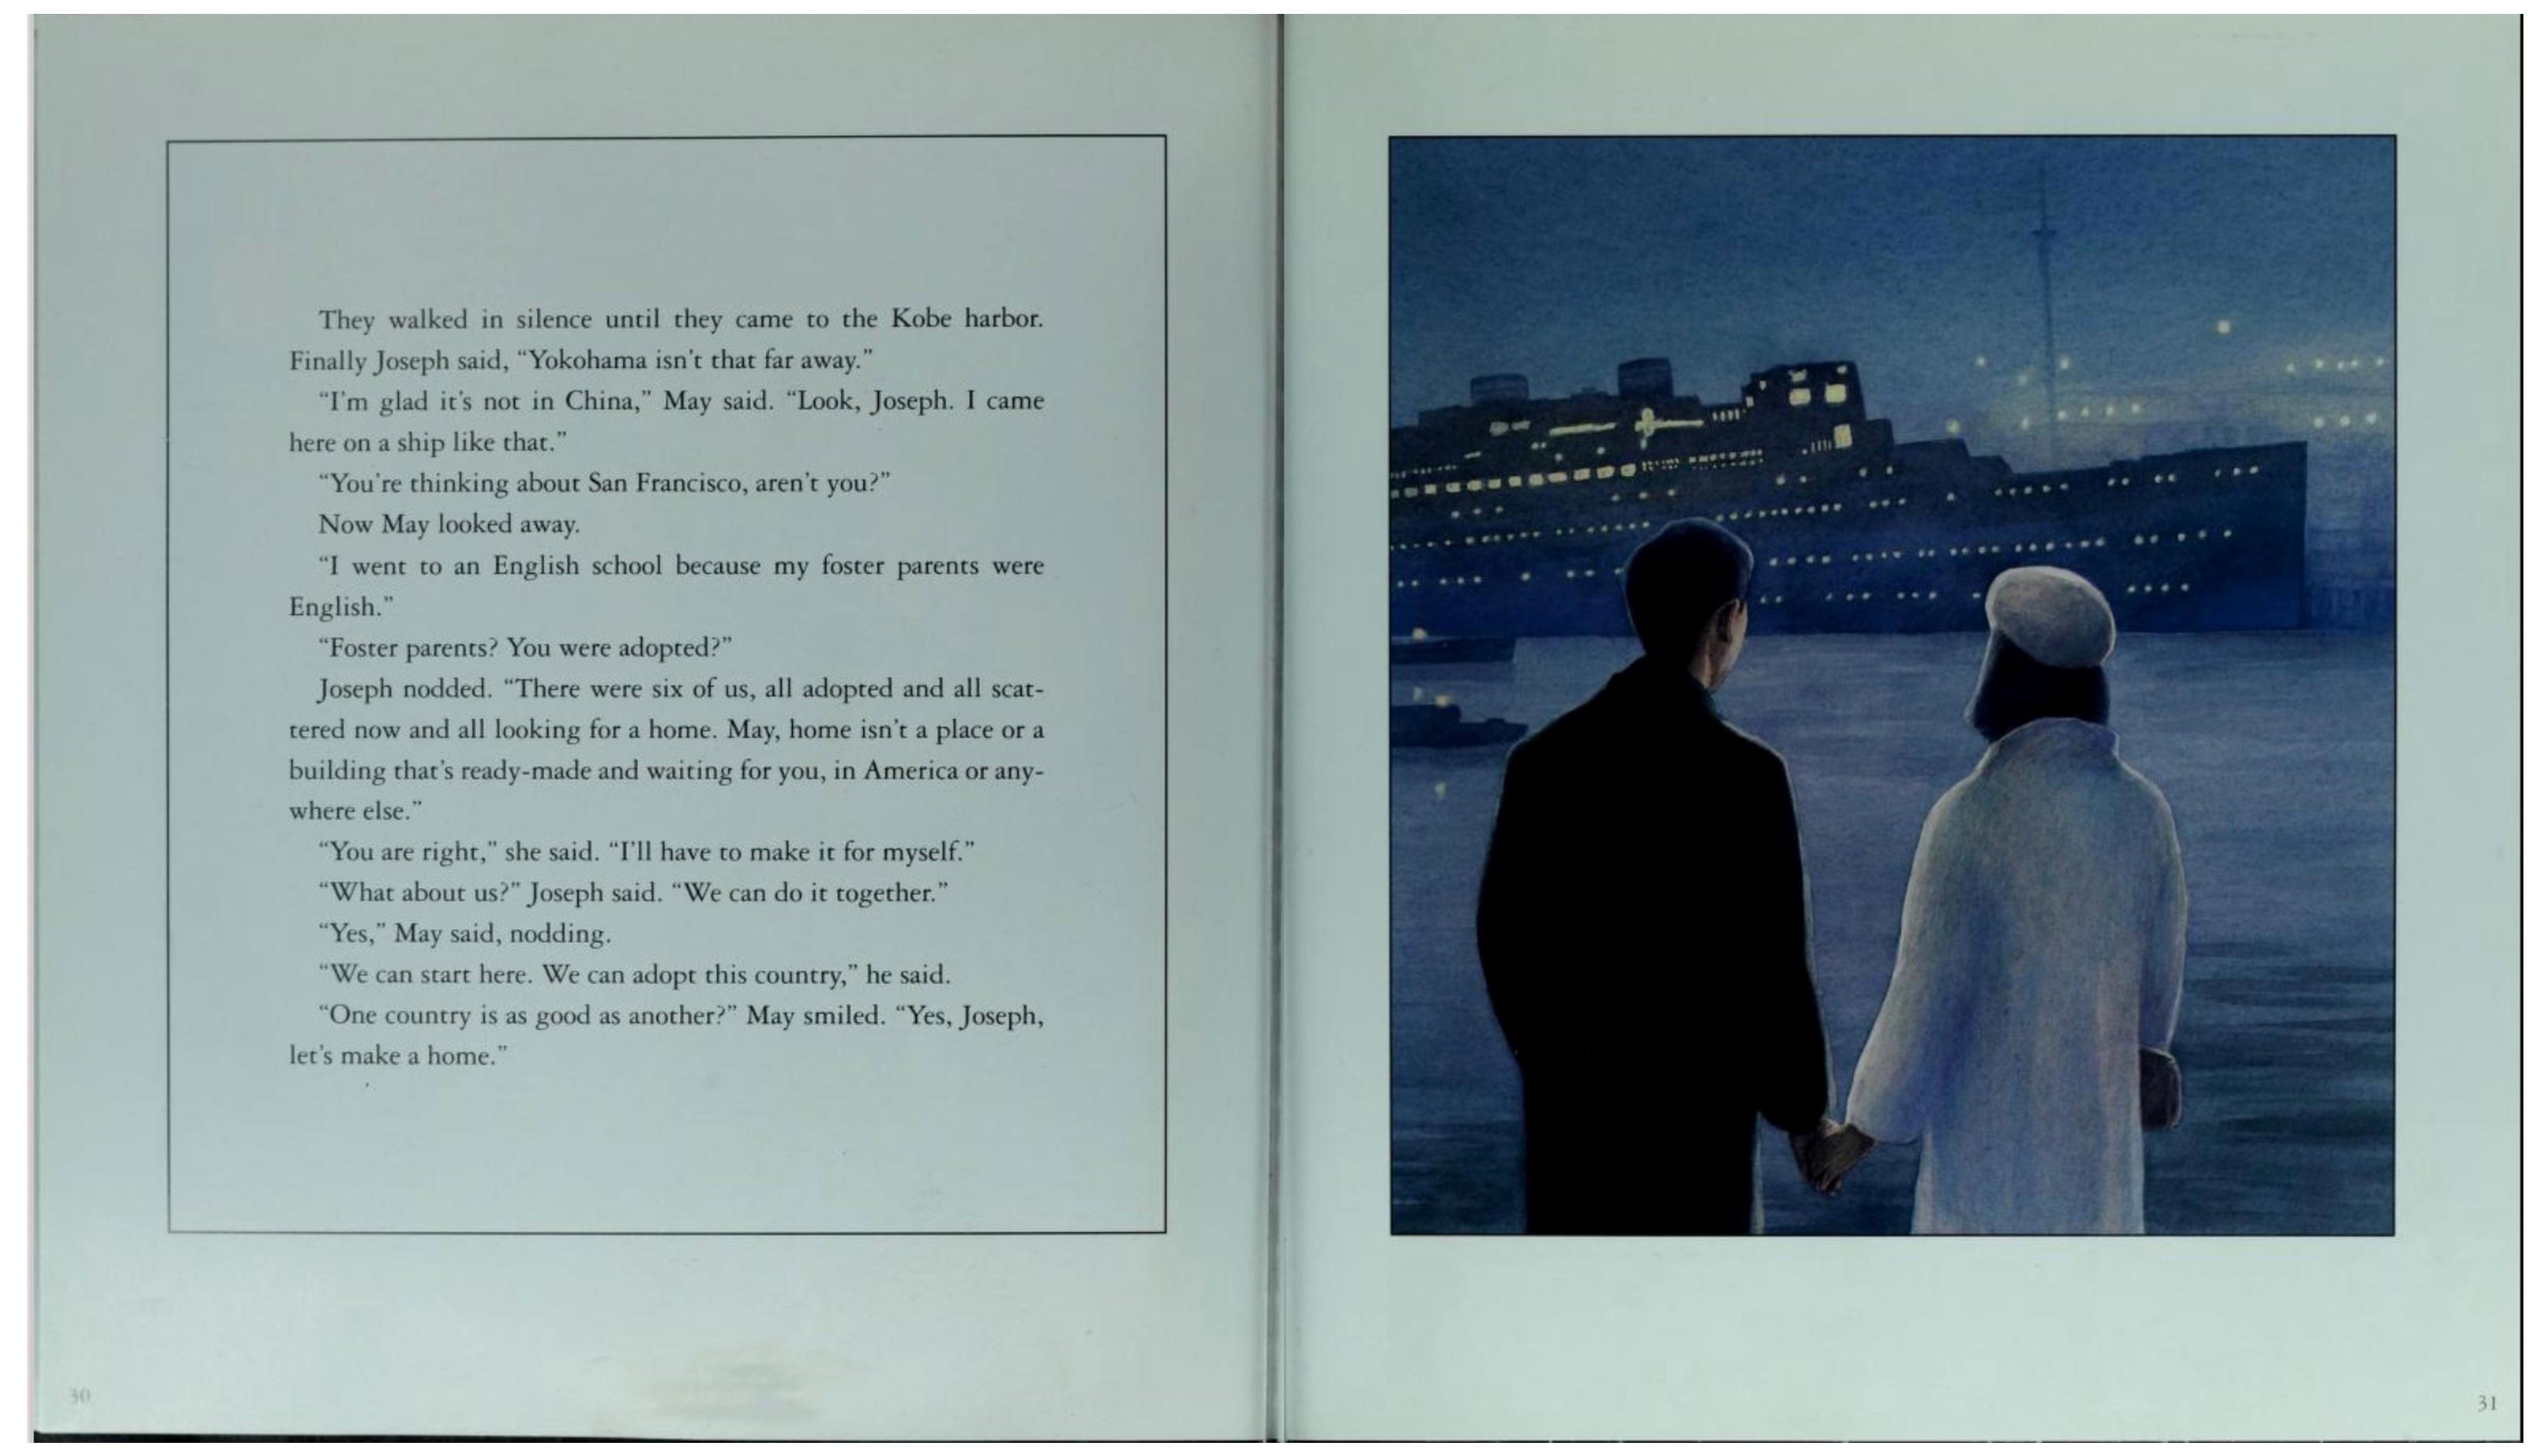 They walked in silence until they came to the Kobe harbor.
Finally Joseph said, “Yokohama isn't that far away.”
“I'm glad it's not in China,” May said. “Look, Joseph. I came
here on a ship like that.”
“You're thinking about San Francisco, aren't you?”
Now May looked away.
“I went to an English school because my foster parents were
English.”
“Foster parents? You were adopted?”
Joseph nodded. “There were six of us, all adopted and all scat-
tered now and all looking for a home. May, home isn't a place or a
building that's ready-made and waiting for you, in America or any-
where else.”
“You are right,” she said. “I'll have to make it for myself.”
“What about us?” Joseph said. “We can do it together.”
“Yes,” May said, nodding.
“We can start here. We can adopt this country,” he said.
“One country is as good as another?” May smiled. “Yes, Joseph,
let's make a home.”
30
31